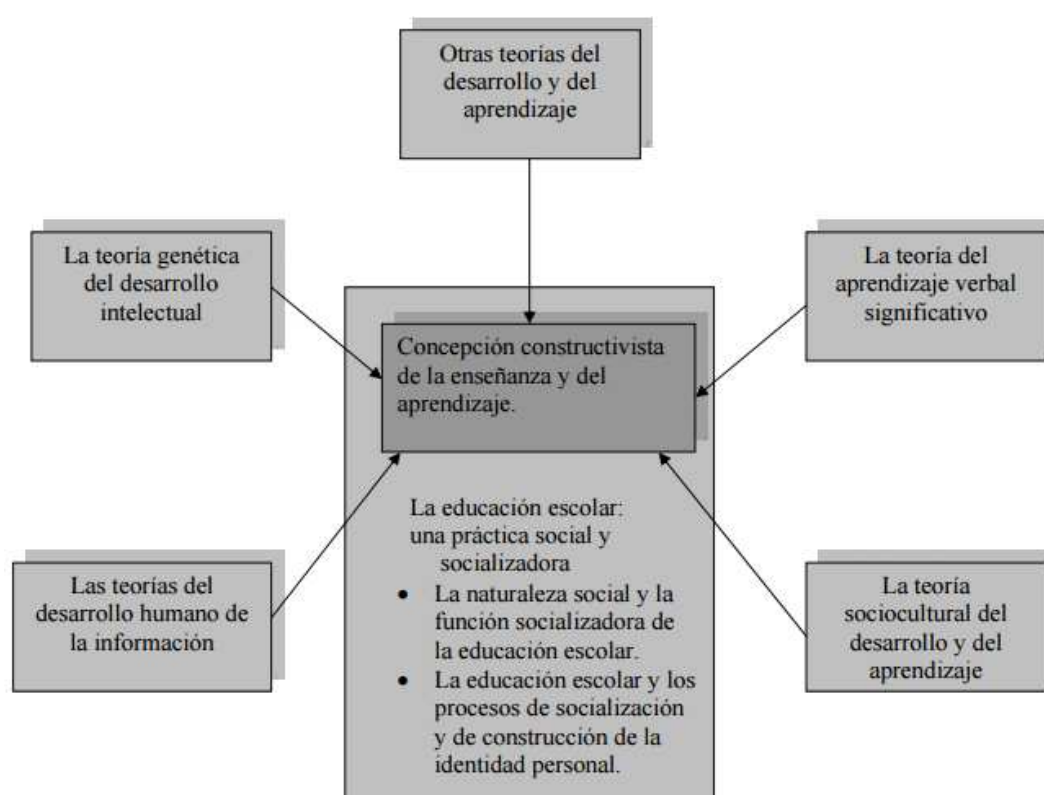 Otras teorías del
desarrollo y del
aprendizaje
La teoría genética
del desarrollo
intelectual
La teoría del
aprendizaje verbal
significativo
Concepción constructivista
de la enseñanza y del
aprendizaje.
La educación escolar:
una práctica social y
socializadora
• La naturaleza social y la
función socializadora de
la educación escolar.
• La educación escolar y los
procesos de socialización
y de construcción de la
identidad personal.
Las teorías del
desarrollo humano de
la información
La teoría
sociocultural del
desarrollo y del
aprendizaje